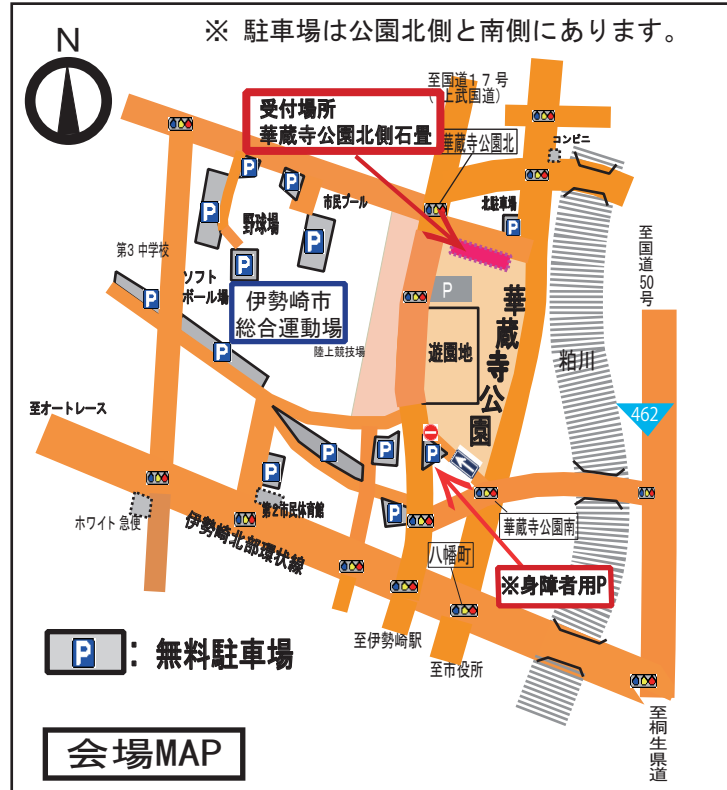 ※ 駐車場は公園北側と南側にあります。
N
至国道17号
(上武国道)
受付場所
華蔵寺公園北側石畳
華蔵寺公園北
コンビニ
P
P
市民プール
北駐車場
P
P
野球場
P
P
第3 中学校
至国道50号
ソフト
ボール場
P
伊勢崎市
総合運動場
P
P
華蔵寺公園
遊園地
陸上競技場
粕川
P
462
至オートレース
P
P
P
P
第2市民体育館
P
ホワイト 急便
華蔵寺公園南
伊勢崎北部環状線
八幡町
※身障者用P
至伊勢崎駅
至市役所
P : 無料駐車場
至桐生県道
会場MAP